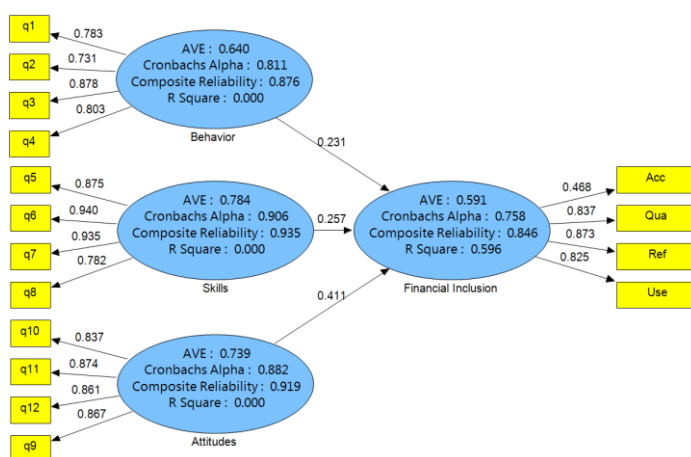 q1
0.783
q2
0.731
q3
0.878
q4
0.803
AVE : 0.640
Cronbachs Alpha : 0.811
Composite Reliability : 0.876
R Square : 0.000
Behavior
0.231
q5
0.875
q6
0.940
q7
0.935
q8
0.782
AVE : 0.784
Cronbachs Alpha : 0.906
Composite Reliability : 0.935
R Square : 0.000
Skills
0.257
AVE : 0.591
Cronbachs Alpha : 0.758
Composite Reliability : 0.846
R Square : 0.596
Financial Inclusion
0.468
Acc
0.837
Qua
0.873
Ref
0.825
Use
0.411
q10
0.837
q11
0.874
q12
0.861
q9
0.867
AVE : 0.739
Cronbachs Alpha : 0.882
Composite Reliability : 0.919
R Square : 0.000
Attitudes